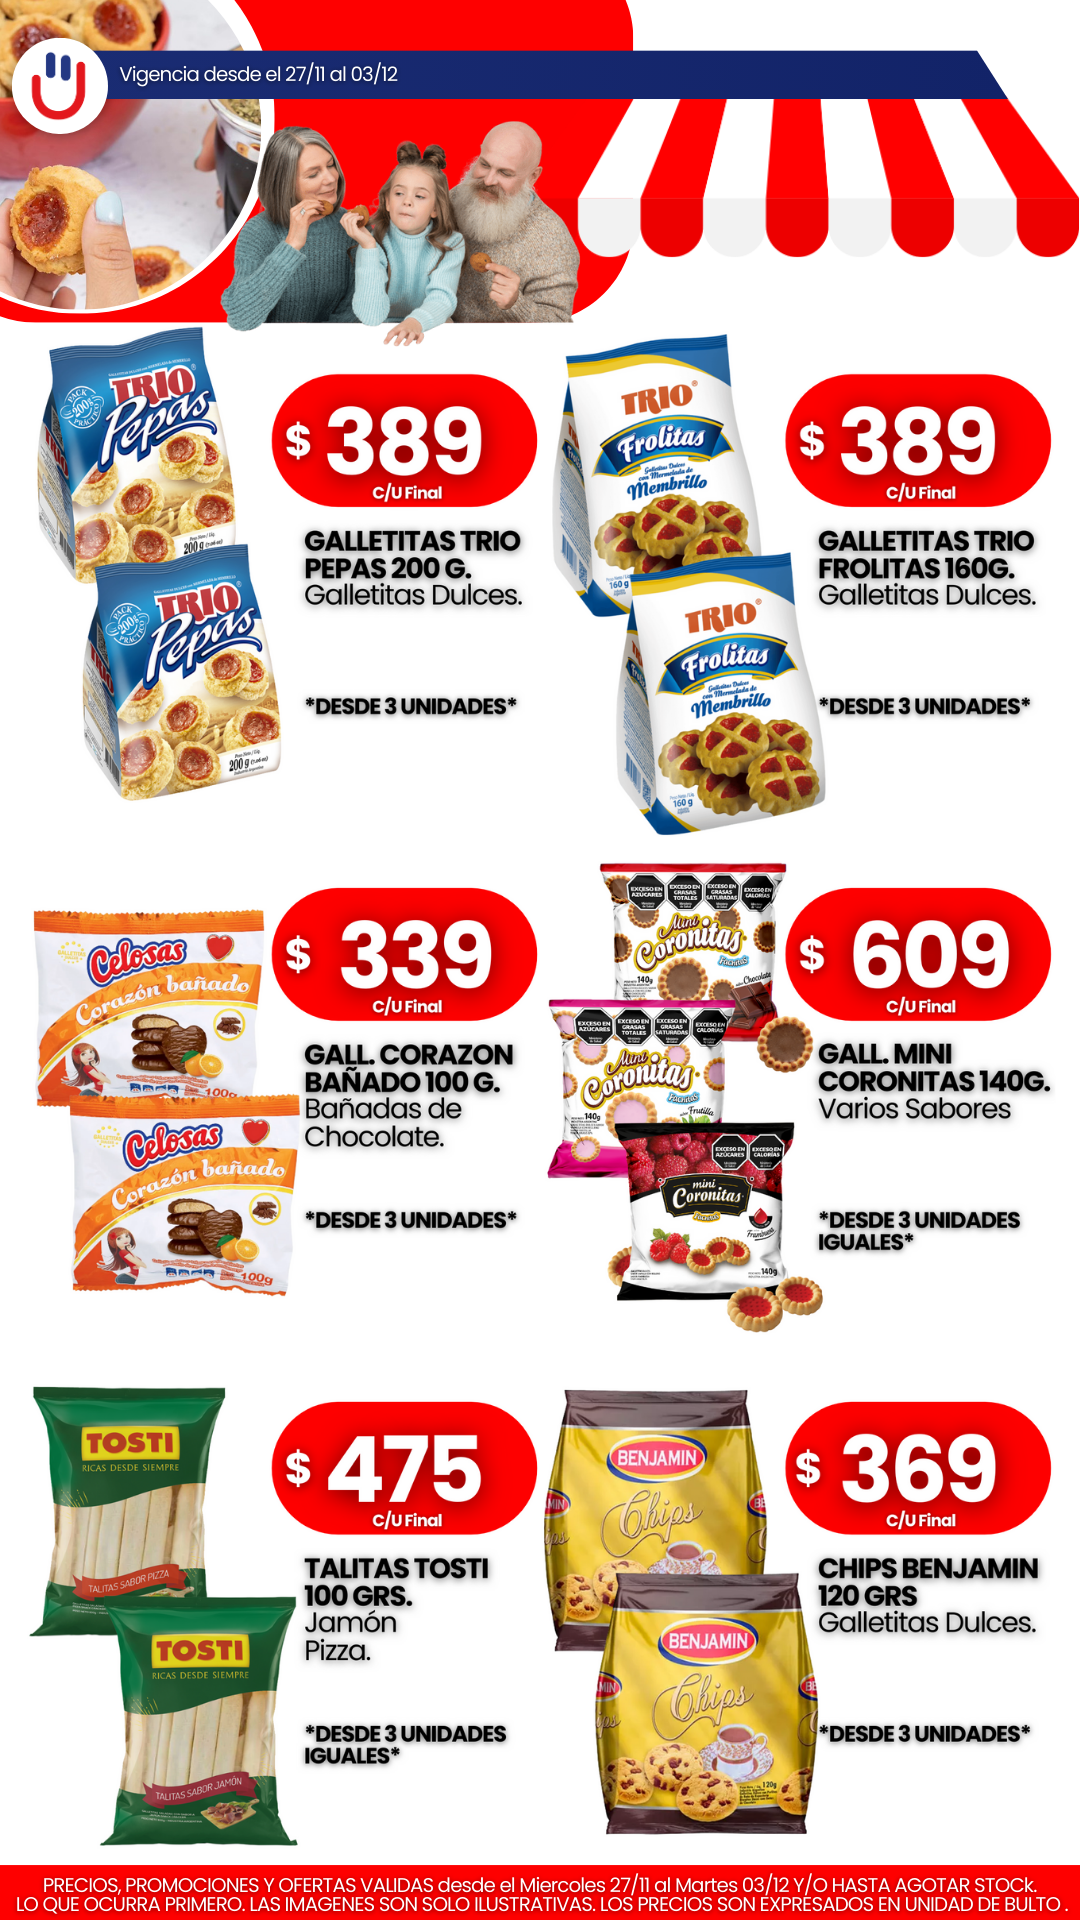 Vigencia desde el 27/11 al 03/12
TRIO
Pepas
PACK
200g
PRÁCTICO
200 g
TRIO
Pepas
PACK
200g
PRÁCTICO
200 g
$ 389
C/U Final
GALLETITAS TRIO
PEPAS 200 G.
Galletitas Dulces.
*DESDE 3 UNIDADES*
TRIO
Frolitas
Galletitas Dulces
con Mermelada de
Membrillo
160 g
TRIO
Frolitas
Galletitas Dulces
con Mermelada de
Membrillo
160 g
$ 389
C/U Final
GALLETITAS TRIO
FROLITAS 160G.
Galletitas Dulces.
*DESDE 3 UNIDADES*
Celosas
Corazón bañado
100g
Celosas
Corazón bañado
100g
$ 339
C/U Final
GALL. CORAZON
BAÑADO 100 G.
Bañadas de
Chocolate.
*DESDE 3 UNIDADES*
EXCESO EN AZÚCARES
EXCESO EN GRASAS TOTALES
EXCESO EN GRASAS SATURADAS
EXCESO EN CALORÍAS
Mini
Coronitas
140g
Chocolate
EXCESO EN AZÚCARES
EXCESO EN GRASAS TOTALES
EXCESO EN GRASAS SATURADAS
EXCESO EN CALORÍAS
Mini
Coronitas
140g
Frutilla
EXCESO EN AZÚCARES
EXCESO EN CALORÍAS
mini
Coronitas
Frambuesa
140g
$ 609
C/U Final
GALL. MINI
CORONITAS 140G.
Varios Sabores
*DESDE 3 UNIDADES
IGUALES*
TOSTI
RICAS DESDE SIEMPRE
TALITAS SABOR PIZZA
TOSTI
RICAS DESDE SIEMPRE
TALITAS SABOR JAMÓN
$ 475
C/U Final
TALITAS TOSTI
100 GRS.
Jamón
Pizza.
*DESDE 3 UNIDADES
IGUALES*
BENJAMIN
Chips
BENJAMIN
Chips
120g
$ 369
C/U Final
CHIPS BENJAMIN
120 GRS
Galletitas Dulces.
*DESDE 3 UNIDADES*
PRECIOS, PROMOCIONES Y OFERTAS VALIDAS desde el Miercoles 27/11 al Martes 03/12 Y/O HASTA AGOTAR STOCk.
LO QUE OCURRA PRIMERO. LAS IMAGENES SON SOLO ILUSTRATIVAS. LOS PRECIOS SON EXPRESADOS EN UNIDAD DE BULTO .